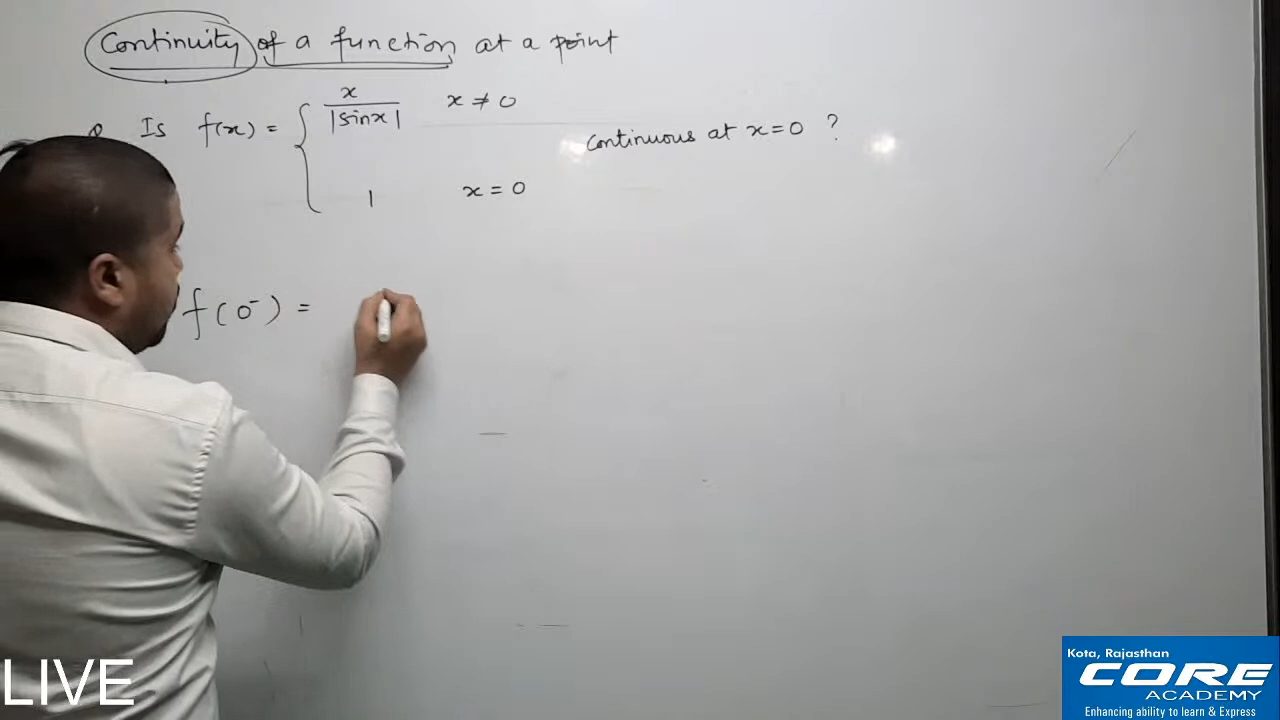 Continuity of a function at a point
Is f(x) = { x / |sinx| x ≠ 0
1 x = 0
continuous at x = 0 ?
f(0⁻) =
LIVE
Kota, Rajasthan
CORE
ACADEMY
Enhancing ability to learn & Express